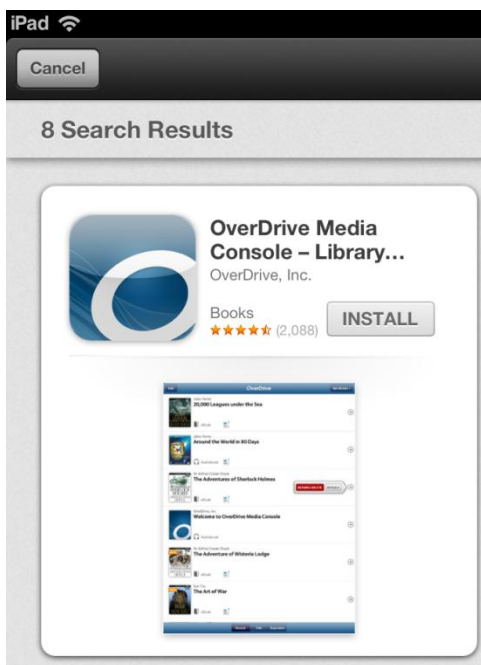 iPad
Cancel
8 Search Results
OverDrive Media
Console – Library...
OverDrive, Inc.
Books
(2,088)
INSTALL
OverDrive
20,000 Leagues under the Sea
Around the World in 80 Days
The Adventures of Sherlock Holmes
Welcome to OverDrive Media Console
The Adventure of Wisteria Lodge
The Art of War